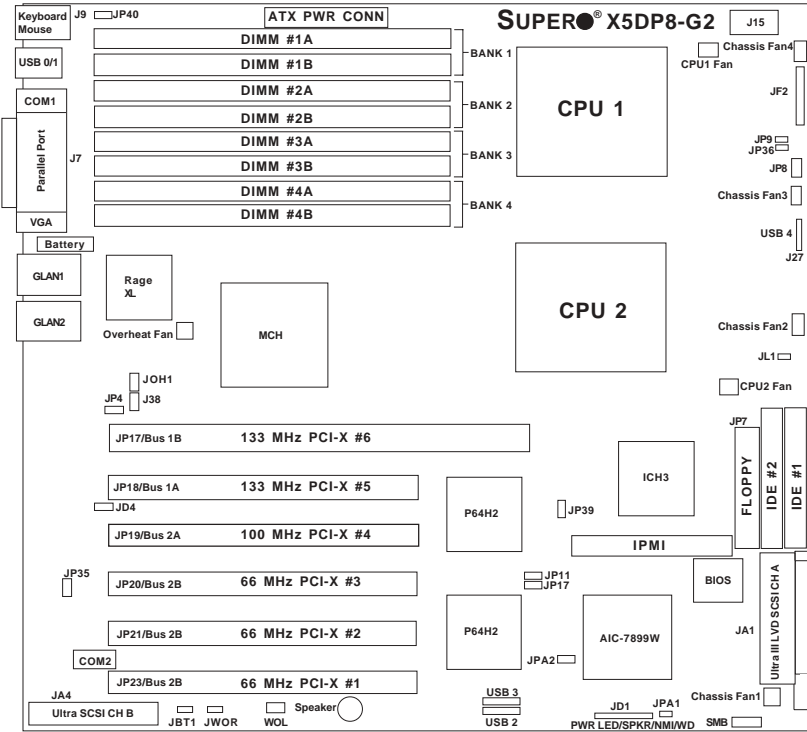 Keyboard
Mouse
J9
JP40
ATX PWR CONN
SUPER® X5DP8-G2
J15
DIMM #1A
BANK 1
Chassis Fan4
CPU1 Fan
USB 0/1
DIMM #1B
CPU 1
JF2
COM1
DIMM #2A
BANK 2
DIMM #2B
Parallel Port
J7
DIMM #3A
BANK 3
DIMM #3B
JP9
JP36
JP8
DIMM #4A
BANK 4
DIMM #4B
Chassis Fan3
VGA
Battery
USB 4
J27
GLAN1
Rage
XL
CPU 2
GLAN2
Overheat Fan
MCH
Chassis Fan2
JL1
JOH1
JP4
J38
CPU2 Fan
JP7
JP17/Bus 1B 133 MHz PCI-X #6
FLOPPY
IDE #2
IDE #1
ICH3
JP18/Bus 1A 133 MHz PCI-X #5
JD4
P64H2
JP39
JP19/Bus 2A 100 MHz PCI-X #4
IPMI
JP35
JP20/Bus 2B 66 MHz PCI-X #3
JP11
JP17
BIOS
Ultra III LVD SCSI CH A
JA1
JP21/Bus 2B 66 MHz PCI-X #2
P64H2
AIC-7899W
COM2
JPA2
JP23/Bus 2B 66 MHz PCI-X #1
JA4
Ultra SCSI CH B
JBT1
JWOR
WOL
Speaker
USB 3
USB 2
JD1
PWR LED/SPKR/NMI/WD
JPA1
Chassis Fan1
SMB